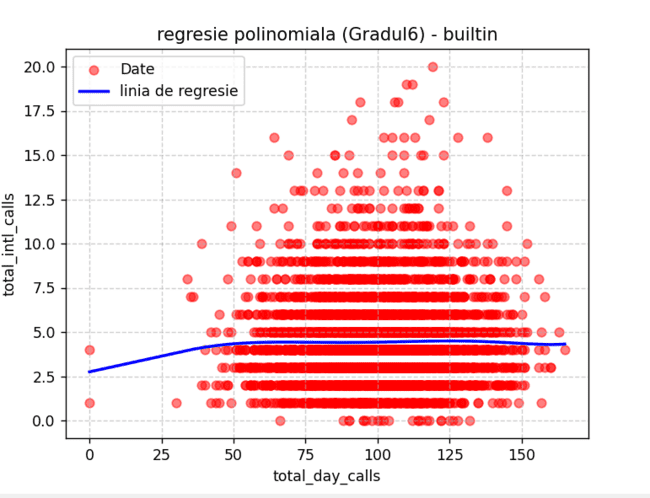 regresie polinomiala (Gradul6) - builtin
Date
linia de regresie
20.0
17.5
15.0
12.5
10.0
7.5
5.0
2.5
0.0
total_intl_calls
0 25 50 75 100 125 150
total_day_calls